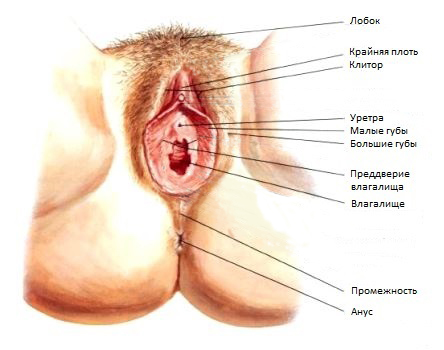 Лобок
Крайняя плоть
Клитор
Уретра
Малые губы
Большие губы
Преддверие
влагалища
Влагалище
Промежность
Анус